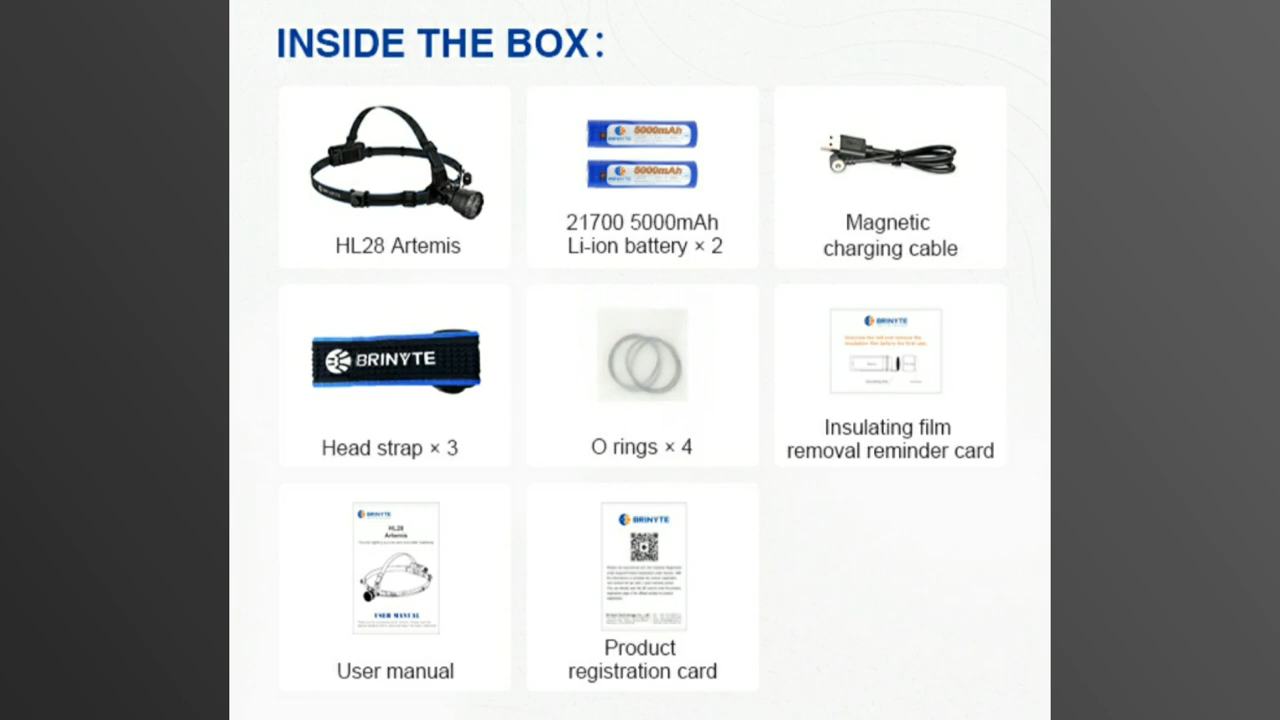 INSIDE THE BOX:
BRINYTE
5000mAh
5000mAh
HL28 Artemis
21700 5000mAh
Li-ion battery × 2
Magnetic
charging cable
BRINYTE
Head strap × 3
O rings × 4
BRINYTE
Insulating film
removal reminder card
BRINYTE
HL28
Artemis
USER MANUAL
User manual
BRINYTE
Product
registration card